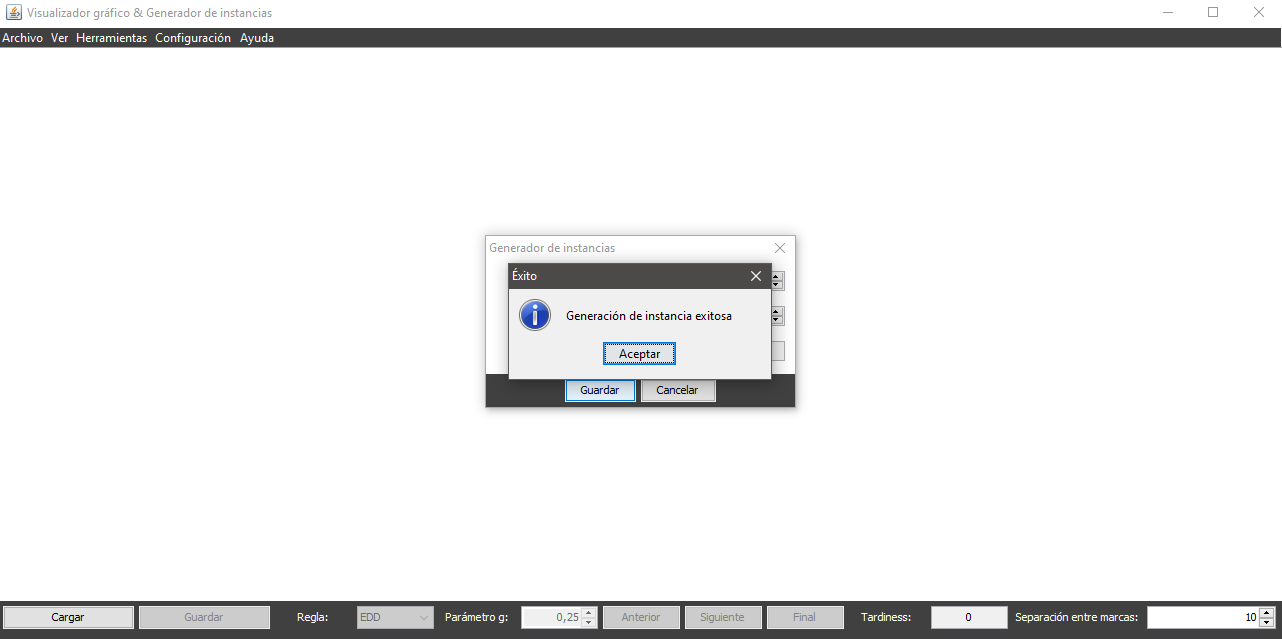 Visualizador gráfico & Generador de instancias
Archivo Ver Herramientas Configuración Ayuda
Generador de instancias
Éxito
Generación de instancia exitosa
Aceptar
Guardar Cancelar
Cargar Guardar Regla: EDD Parámetro g: 0,25 Anterior Siguiente Final Tardiness: 0 Separación entre marcas: 10